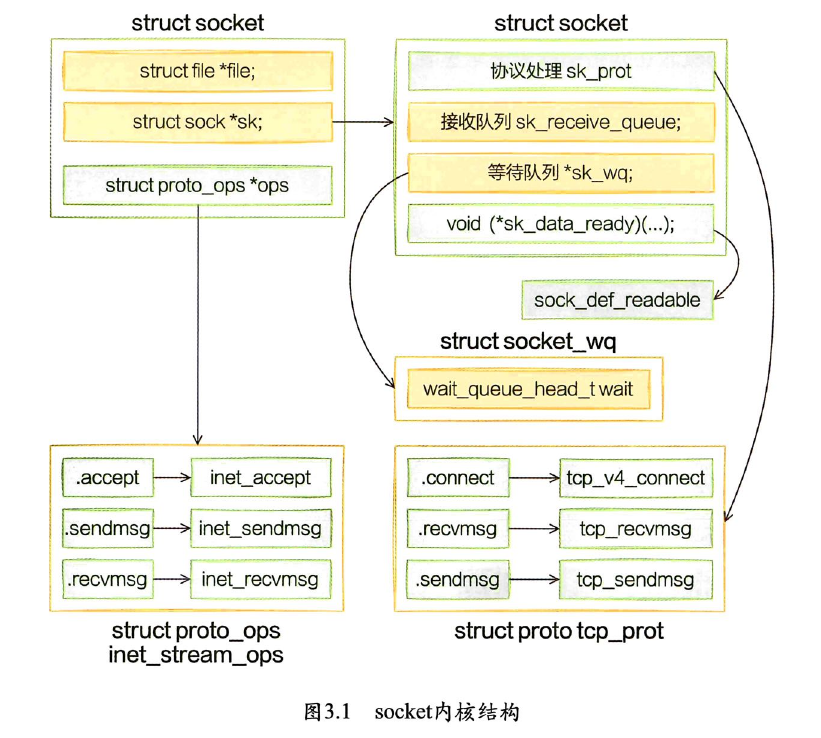 struct socket
struct file *file;
struct sock *sk;
struct proto_ops *ops
struct socket
协议处理 sk_prot
接收队列 sk_receive_queue;
等待队列 *sk_wq;
void (*sk_data_ready)(...);
sock_def_readable
struct socket_wq
wait_queue_head_t wait
.accept
inet_accept
.sendmsg
inet_sendmsg
.recvmsg
inet_recvmsg
struct proto_ops
inet_stream_ops
.connect
tcp_v4_connect
.recvmsg
tcp_recvmsg
.sendmsg
tcp_sendmsg
struct proto tcp_prot
图3.1 socket内核结构